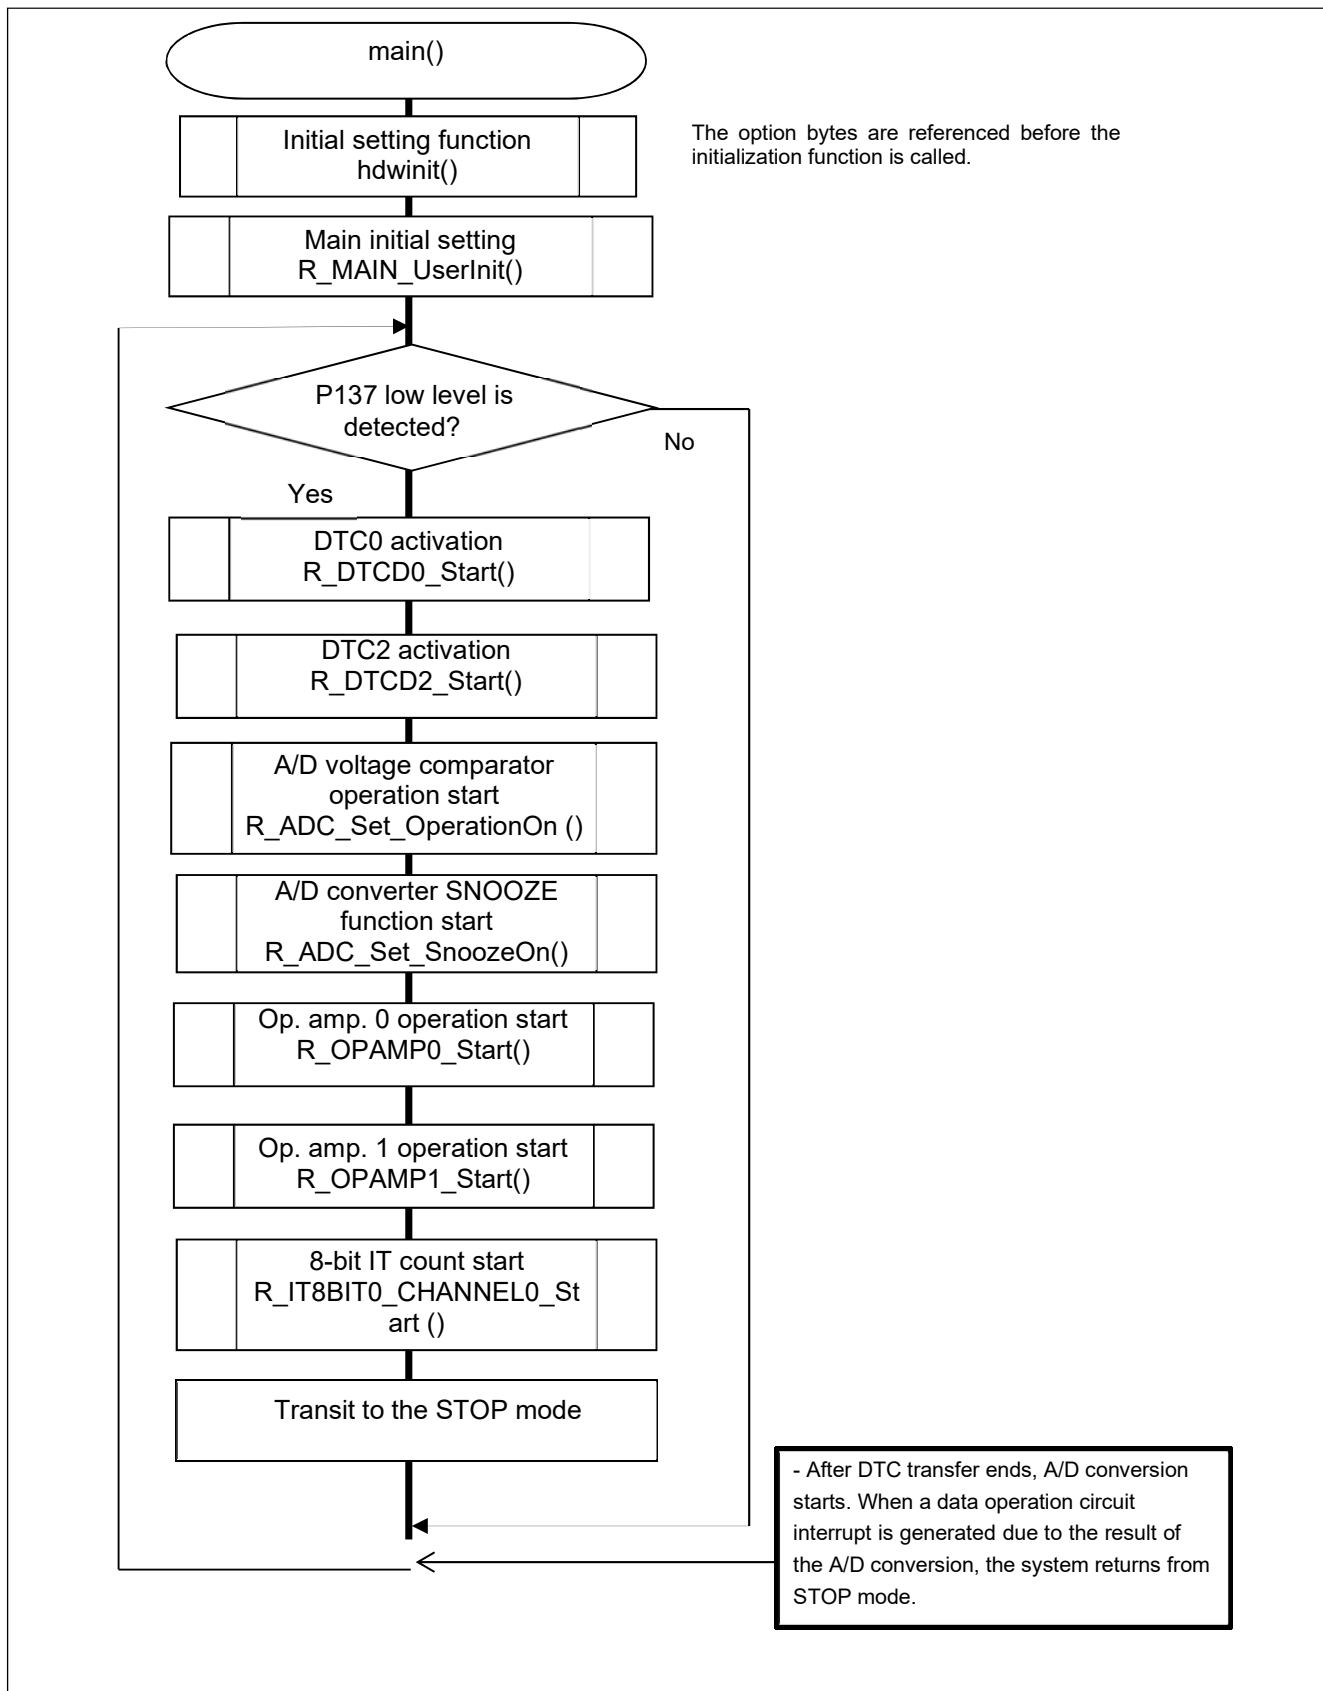 main()
Initial setting function
hdwinit()
The option bytes are referenced before the
initialization function is called.
Main initial setting
R_MAIN_UserInit()
P137 low level is
detected?
No
Yes
DTC0 activation
R_DTCD0_Start()
DTC2 activation
R_DTCD2_Start()
A/D voltage comparator
operation start
R_ADC_Set_OperationOn ()
A/D converter SNOOZE
function start
R_ADC_Set_SnoozeOn()
Op. amp. 0 operation start
R_OPAMP0_Start()
Op. amp. 1 operation start
R_OPAMP1_Start()
8-bit IT count start
R_IT8BIT0_CHANNEL0_St
art ()
Transit to the STOP mode
- After DTC transfer ends, A/D conversion
starts. When a data operation circuit
interrupt is generated due to the result of
the A/D conversion, the system returns from
STOP mode.